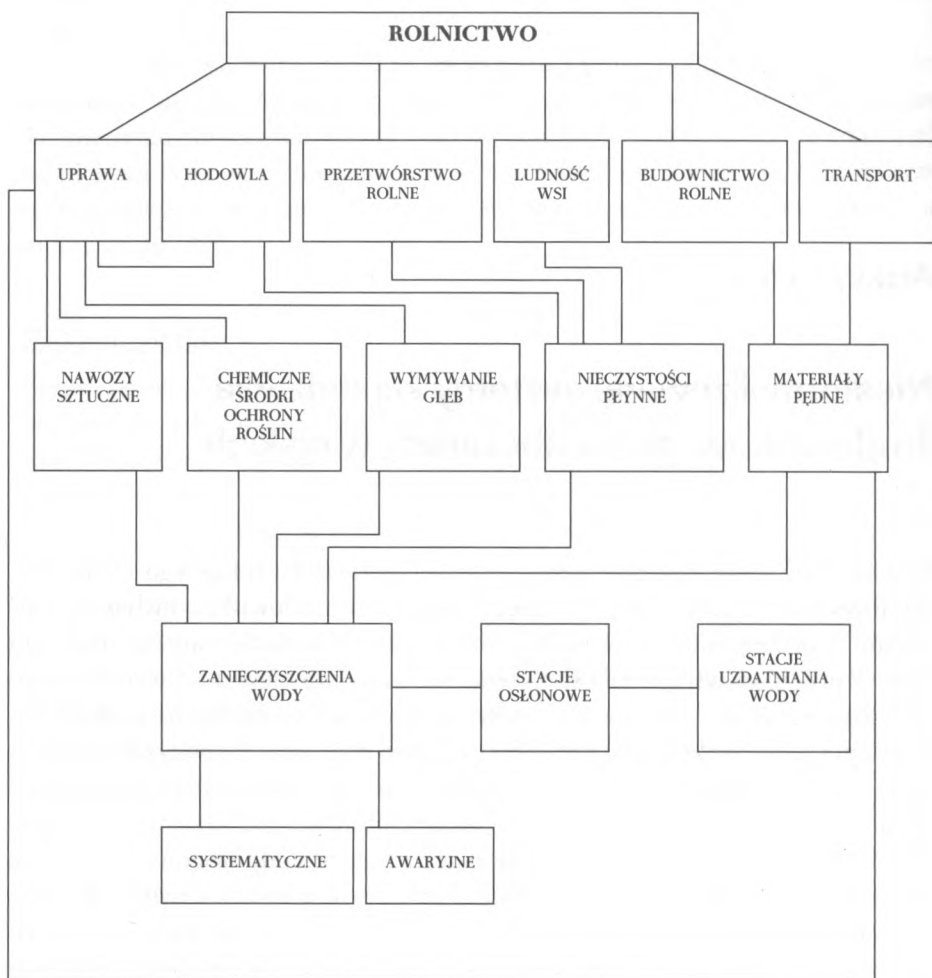 ROLNICTWO
UPRAWA
HODOWLA
PRZETWÓRSTWO
ROLNE
LUDNOŚĆ
WSI
BUDOWNICTWO
ROLNE
TRANSPORT
NAWOZY
SZTUCZNE
CHEMICZNE
ŚRODKI
OCHRONY
ROŚLIN
WYMYWANIE
GLEB
NIECZYSTOŚCI
PŁYNNE
MATERIAŁY
PĘDNE
ZANIECZYSZCZENIA
WODY
STACJE
OSŁONOWE
STACJE
UZDATNIANIA
WODY
SYSTEMATYCZNE
AWARYJNE